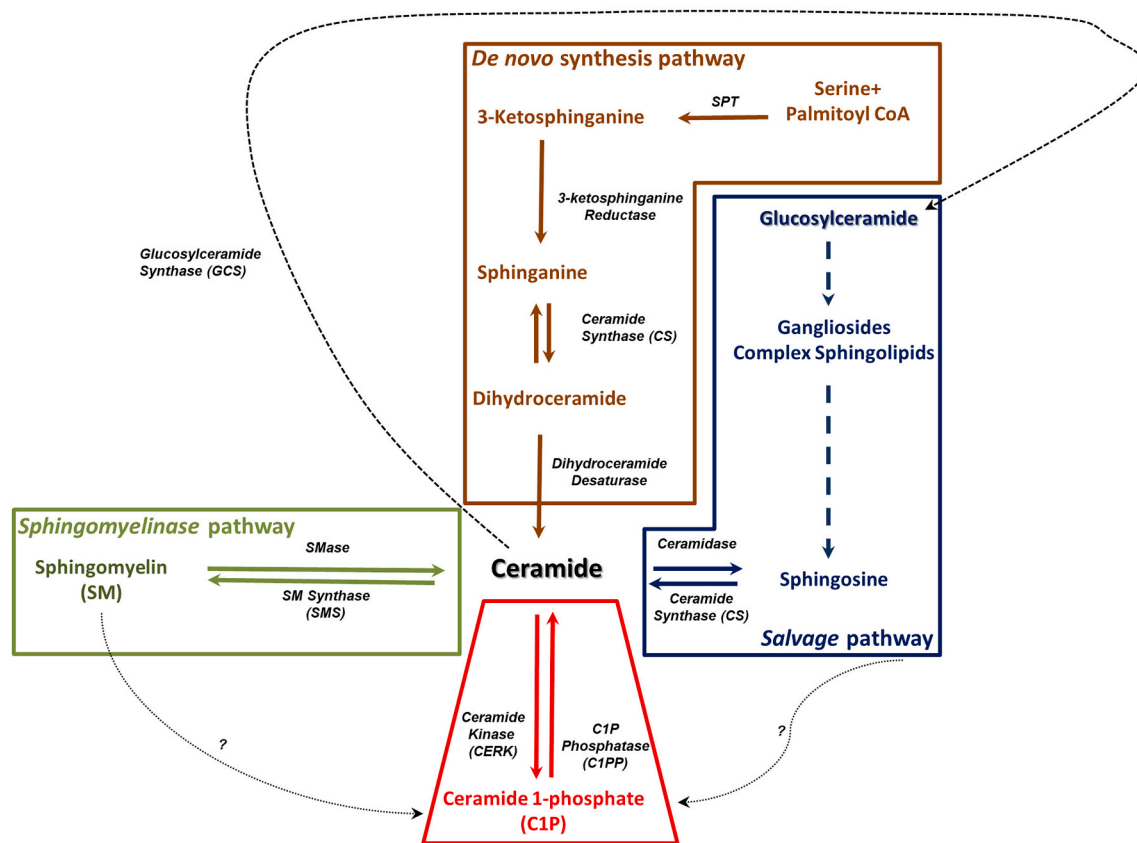 De novo synthesis pathway
Serine+
Palmitoyl CoA
SPT
3-Ketosphinganine
3-ketosphinganine
Reductase
Sphinganine
Ceramide
Synthase (CS)
Dihydroceramide
Dihydroceramide
Desaturase
Glucosylceramide
Synthase (GCS)
Glucosylceramide
Gangliosides
Complex Sphingolipids
Sphingosine
Ceramidase
Ceramide
Synthase (CS)
Salvage pathway
Sphingomyelinase pathway
Sphingomyelin
(SM)
SMase
SM Synthase
(SMS)
Ceramide
Ceramide
Kinase
(CERK)
C1P
Phosphatase
(C1PP)
Ceramide 1-phosphate
(C1P)
?
?